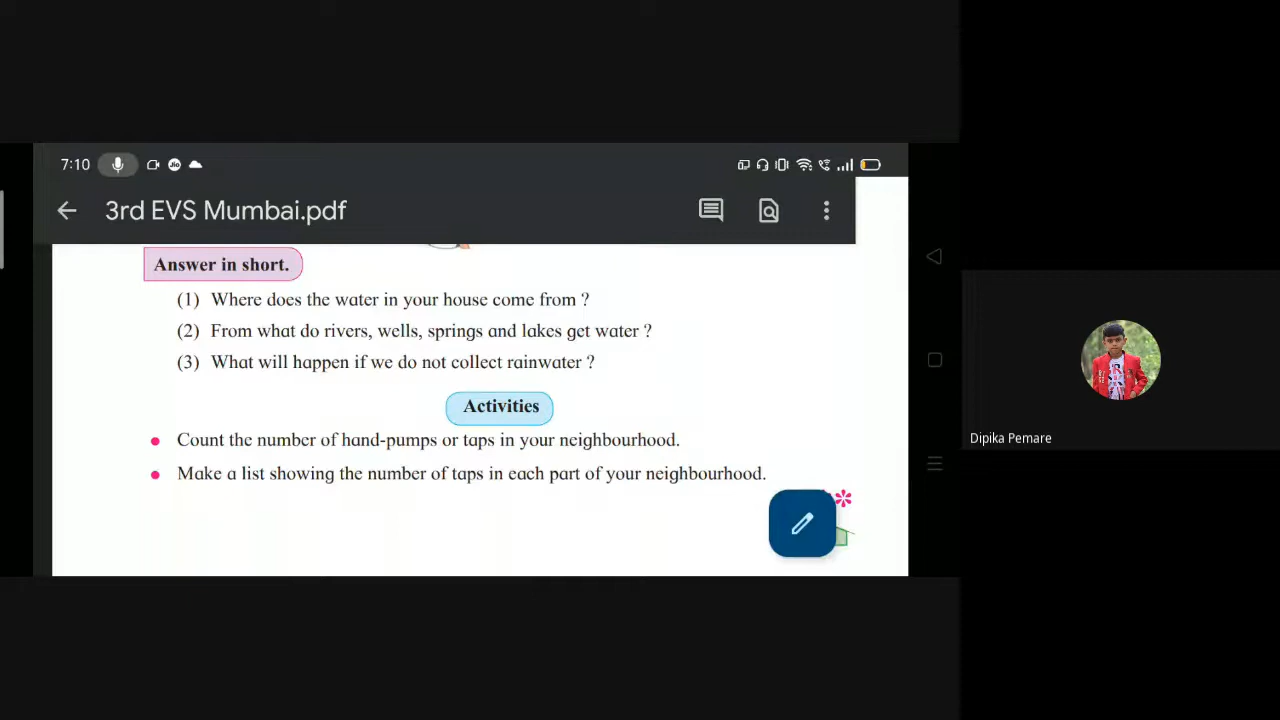 7:10
Jio
3rd EVS Mumbai.pdf
Answer in short.
(1) Where does the water in your house come from ?
(2) From what do rivers, wells, springs and lakes get water ?
(3) What will happen if we do not collect rainwater ?
Activities
• Count the number of hand-pumps or taps in your neighbourhood.
• Make a list showing the number of taps in each part of your neighbourhood.
Dipika Pemare